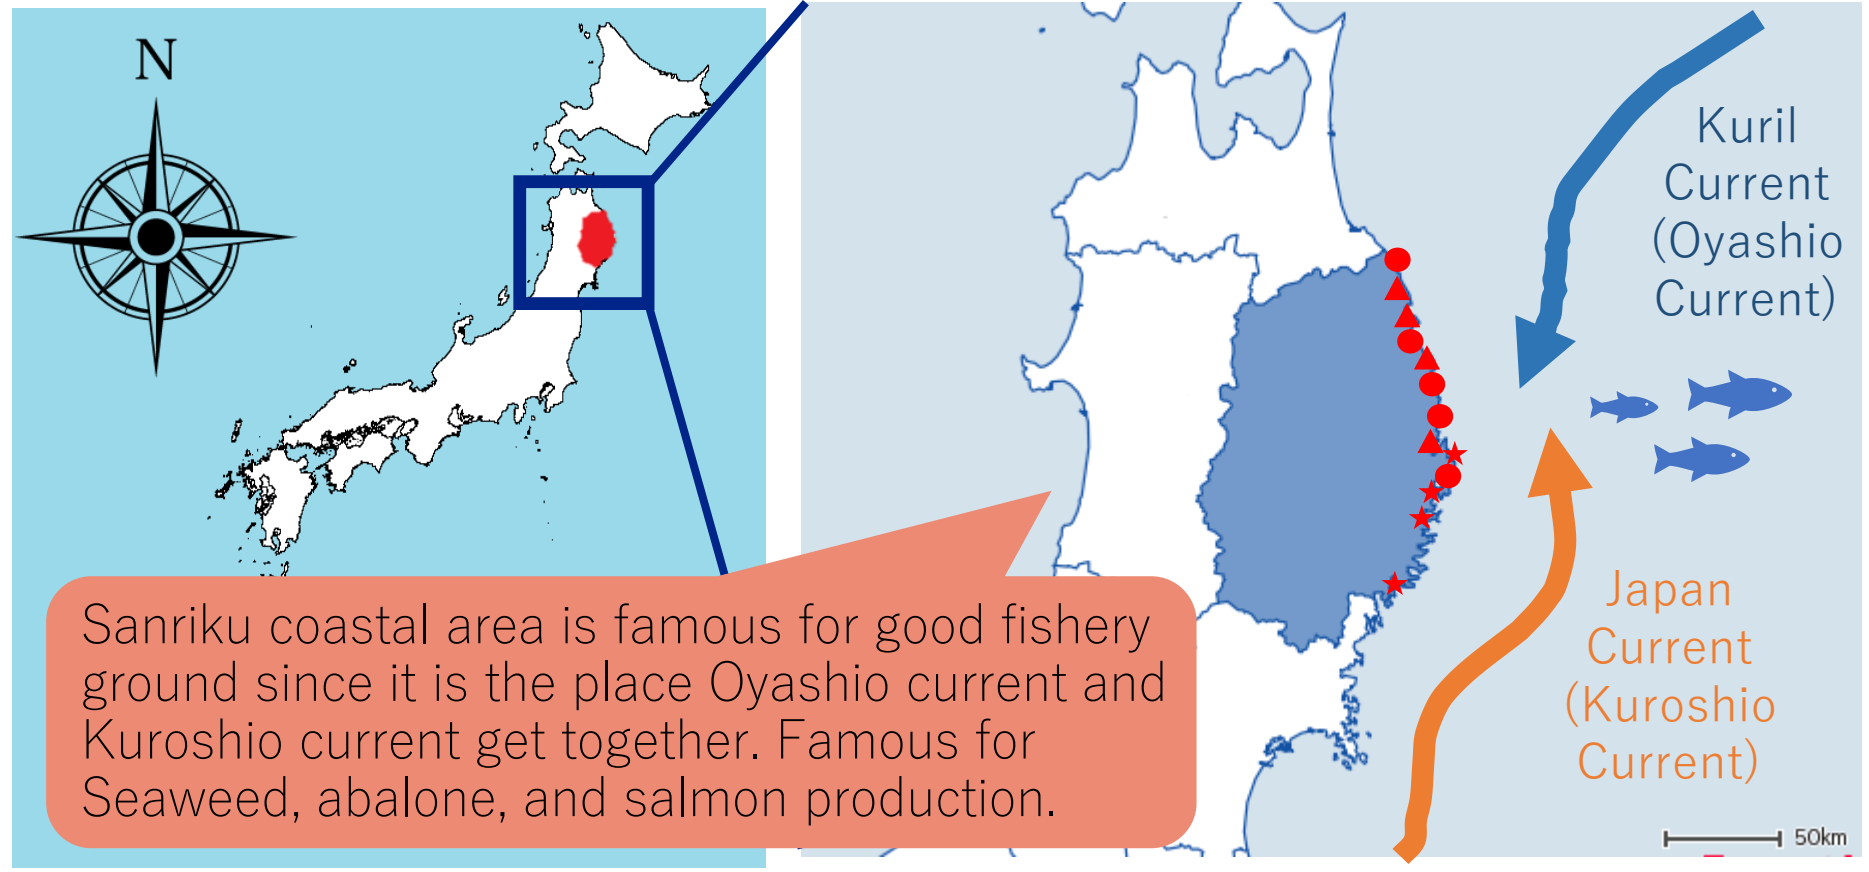 N
Kuril
Current
(Oyashio
Current)
Sanriku coastal area is famous for good fishery
ground since it is the place Oyashio current and
Kuroshio current get together. Famous for
Seaweed, abalone, and salmon production.
Japan
Current
(Kuroshio
Current)
50km